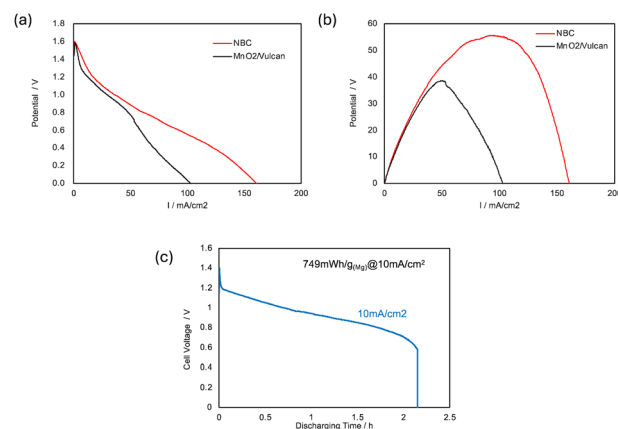 (a)
1.8
1.6
1.4
1.2
1.0
0.8
0.6
0.4
0.2
0.0
Potential / V
NBC
MnO2/Vulcan
0
50
100
150
200
I / mA/cm2
(b)
60
50
40
30
20
10
0
Potential / V
NBC
MnO2/Vulcan
0
50
100
150
200
I / mA/cm2
(c)
1.6
1.4
1.2
1
0.8
0.6
0.4
0.2
0
Cell Voltage / V
749mWh/g(Mg)@10mA/cm²
10mA/cm2
0
0.5
1
1.5
2
2.5
Discharging Time / h